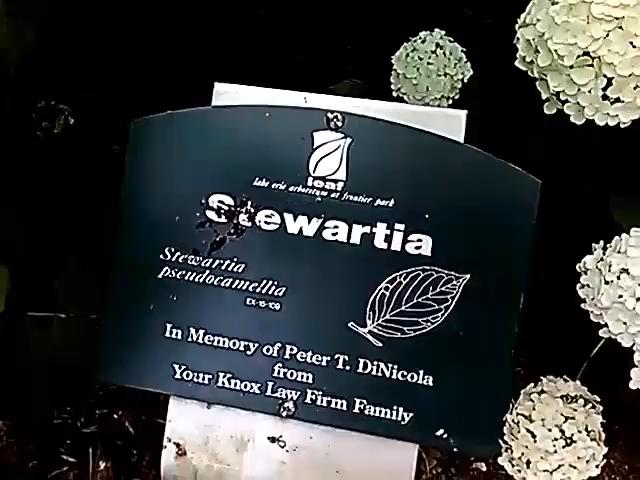 leaf
lake erie arboretum at frontier park
Stewartia
Stewartia
pseudocamellia
EX-15-109
In Memory of Peter T. DiNicola
from
Your Knox Law Firm Family